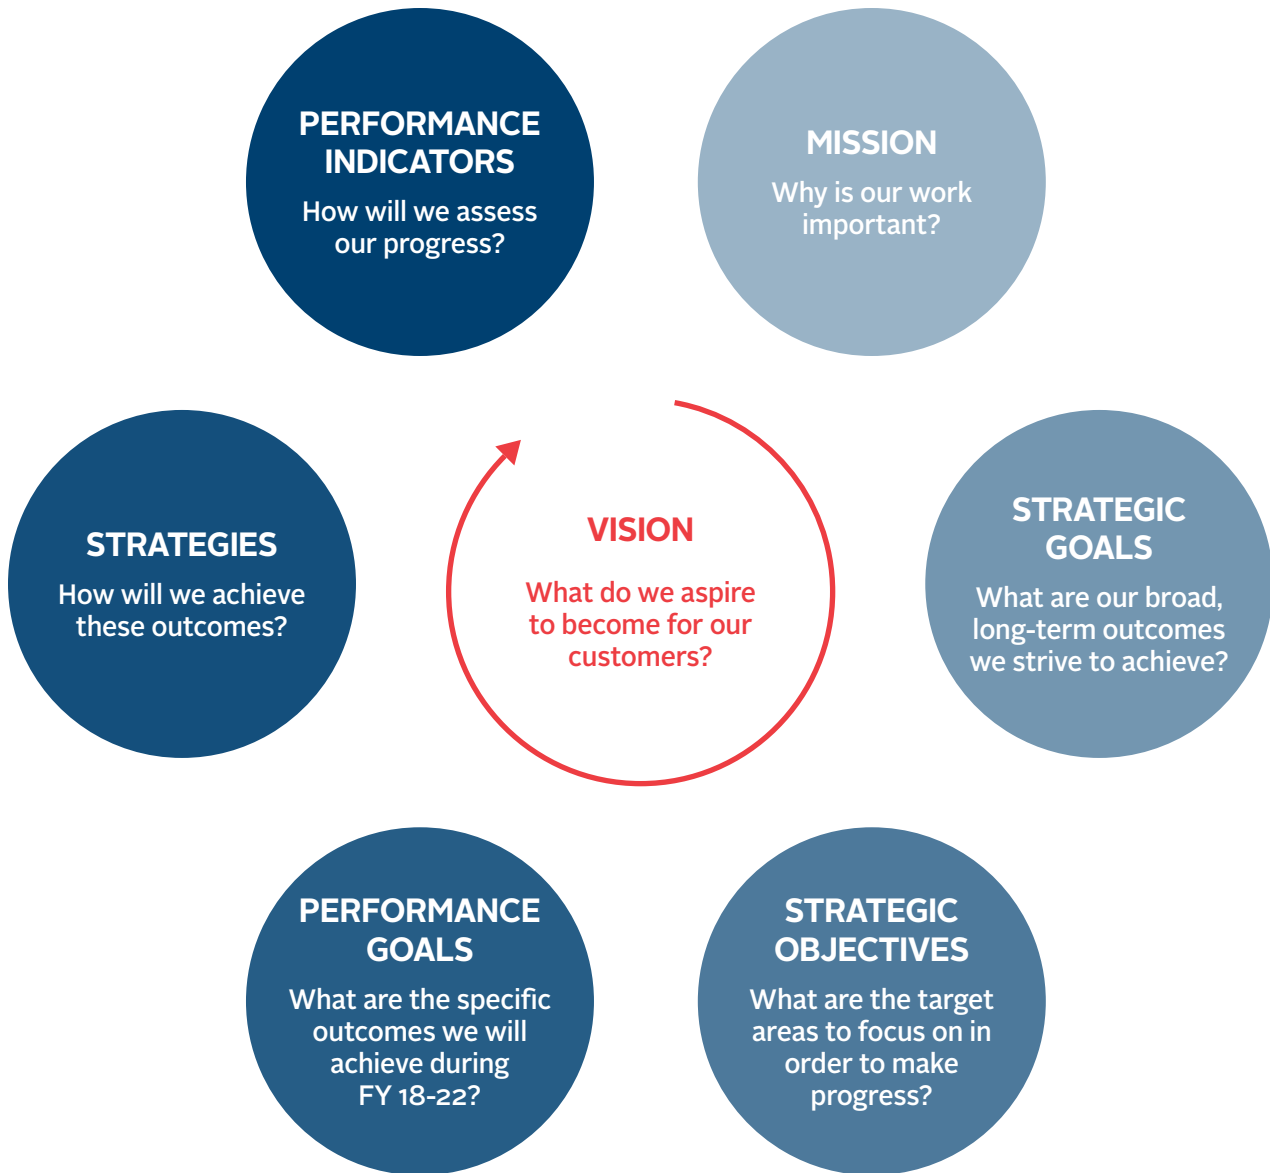 PERFORMANCE
INDICATORS
How will we assess
our progress?
MISSION
Why is our work
important?
STRATEGIES
How will we achieve
these outcomes?
VISION
What do we aspire
to become for our
customers?
STRATEGIC
GOALS
What are our broad,
long-term outcomes
we strive to achieve?
PERFORMANCE
GOALS
What are the specific
outcomes we will
achieve during
FY 18-22?
STRATEGIC
OBJECTIVES
What are the target
areas to focus on in
order to make
progress?